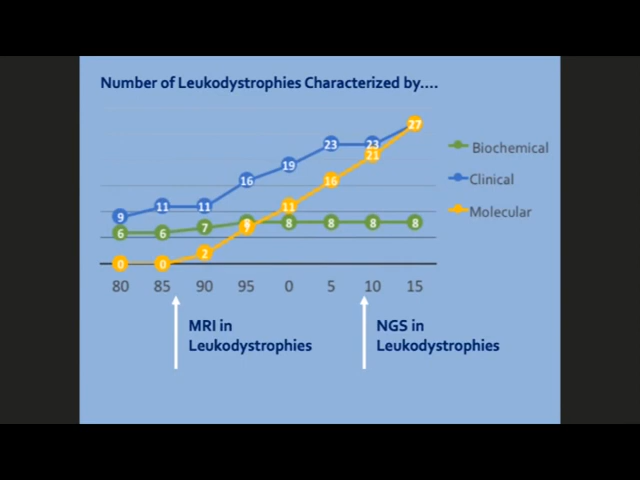 Number of Leukodystrophies Characterized by....
27
23 23
21
19
16 16
11 11 11
9
8 8 8 8 8
7 7
6 6
2
0 0
80 85 90 95 0 5 10 15
Biochemical
Clinical
Molecular
MRI in
Leukodystrophies
NGS in
Leukodystrophies